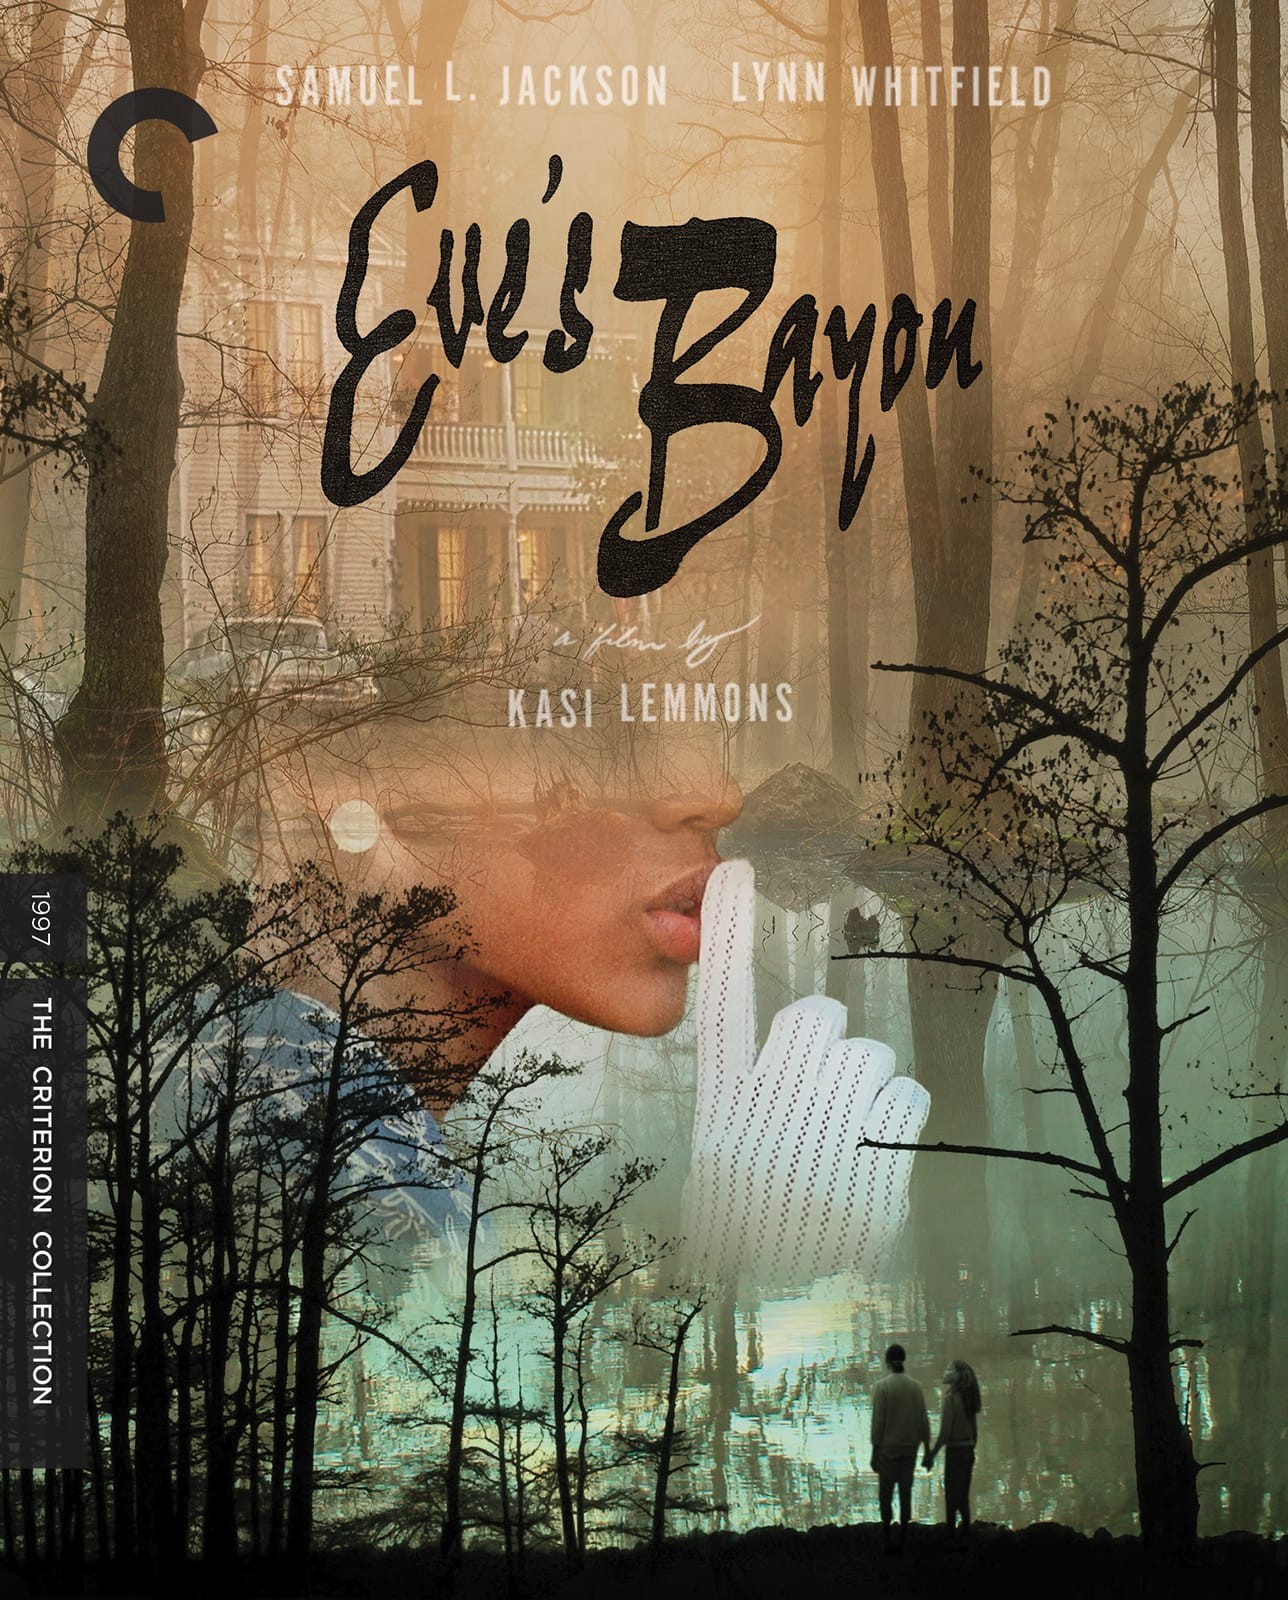 SAMUEL L. JACKSON LYNN WHITFIELD
Eve's Bayou
a film by
KASI LEMMONS
1997
THE CRITERION COLLECTION